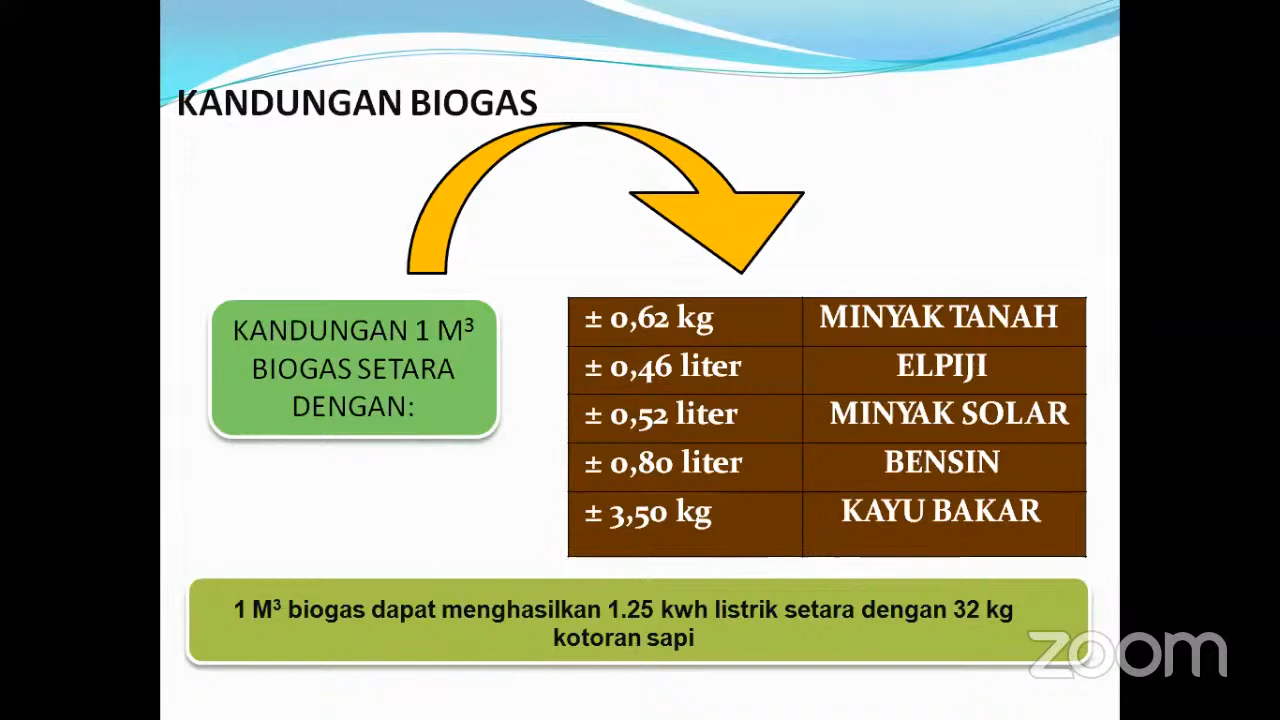 KANDUNGAN BIOGAS
KANDUNGAN 1 M³
BIOGAS SETARA
DENGAN:
± 0,62 kg MINYAK TANAH
± 0,46 liter ELPIJI
± 0,52 liter MINYAK SOLAR
± 0,80 liter BENSIN
± 3,50 kg KAYU BAKAR
1 M³ biogas dapat menghasilkan 1.25 kwh listrik setara dengan 32 kg
kotoran sapi
zoom